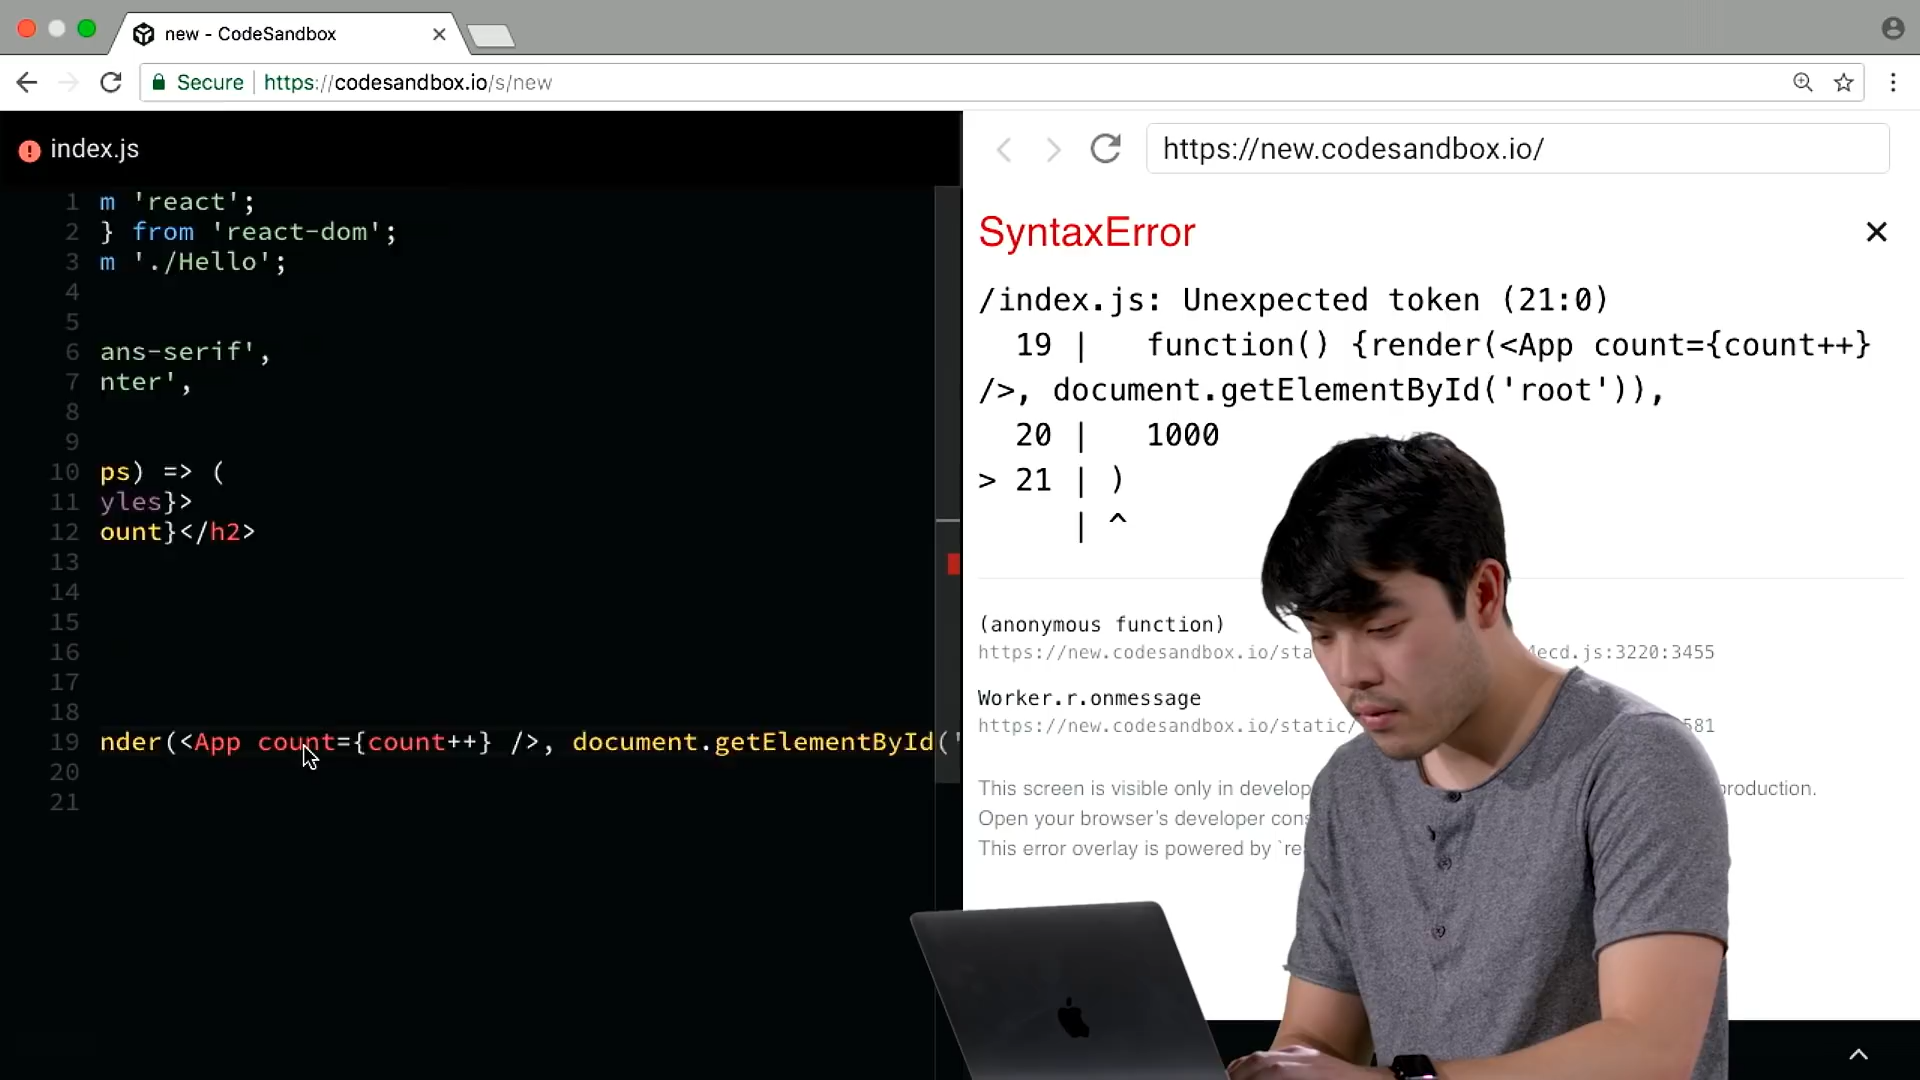 new - CodeSandbox
Secure
https://codesandbox.io/s/new
index.js
1 m 'react';
2 } from 'react-dom';
3 m './Hello';
4
5
6 ans-serif',
7 nter',
8
9
10 ps) => (
11 yles}>
12 ount}</h2>
13
14
15
16
17
18
19 nder(<App count={count++} />, document.getElementById('
20
21
https://new.codesandbox.io/
SyntaxError
/index.js: Unexpected token (21:0)
19 | function() {render(<App count={count++}
/>, document.getElementById('root')),
20 | 1000
> 21 | )
| ^
(anonymous function)
https://new.codesandbox.io/sta ecd.js:3220:3455
Worker.r.onmessage
https://new.codesandbox.io/static/ 581
This screen is visible only in develop production.
Open your browser's developer cons
This error overlay is powered by `re